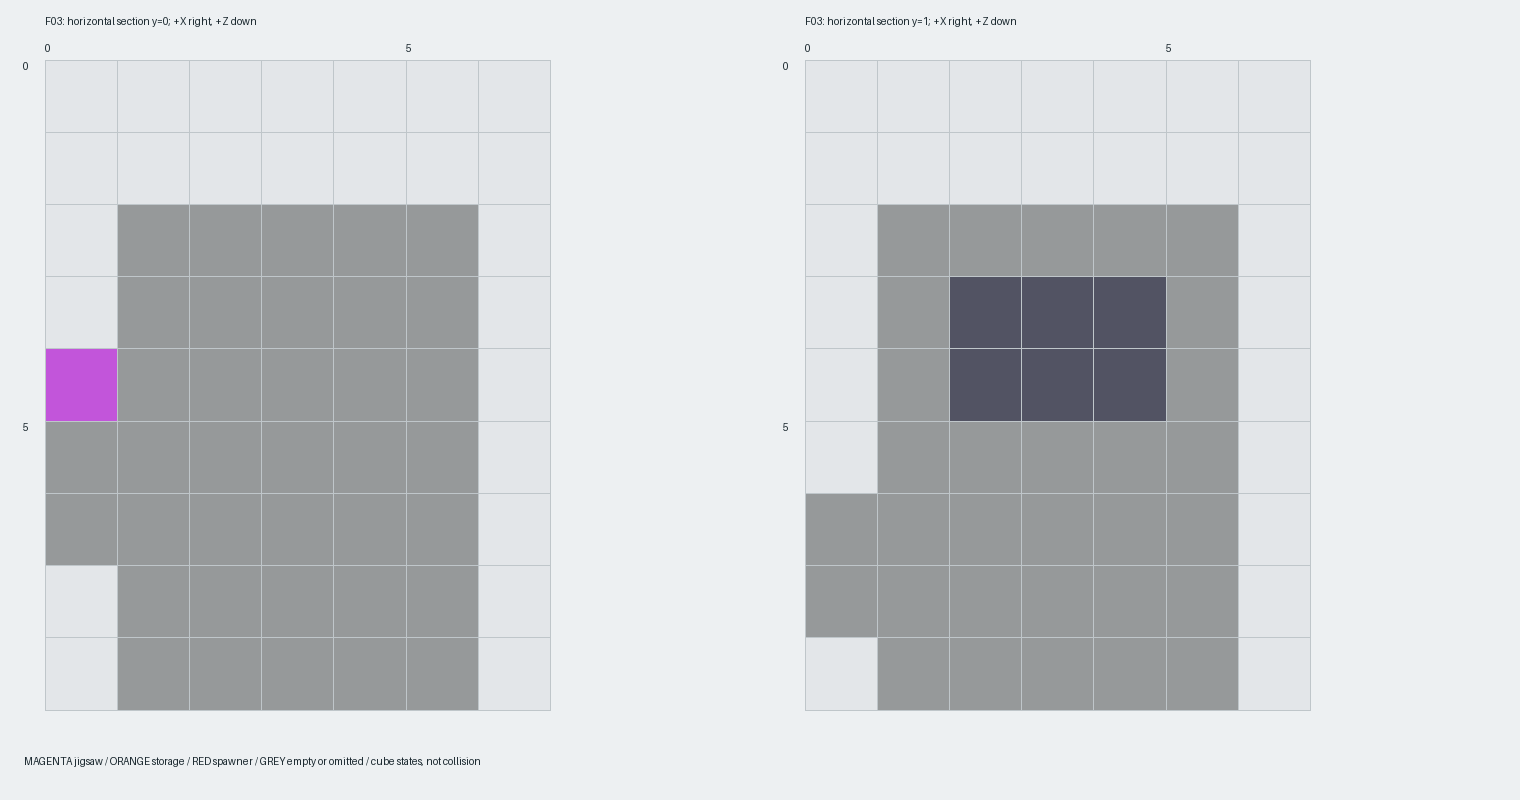 F03: horizontal section y=0; +X right, +Z down
F03: horizontal section y=1; +X right, +Z down
0 5
0 5
0
0
5
5
MAGENTA jigsaw / ORANGE storage / RED spawner / GREY empty or omitted / cube states, not collision